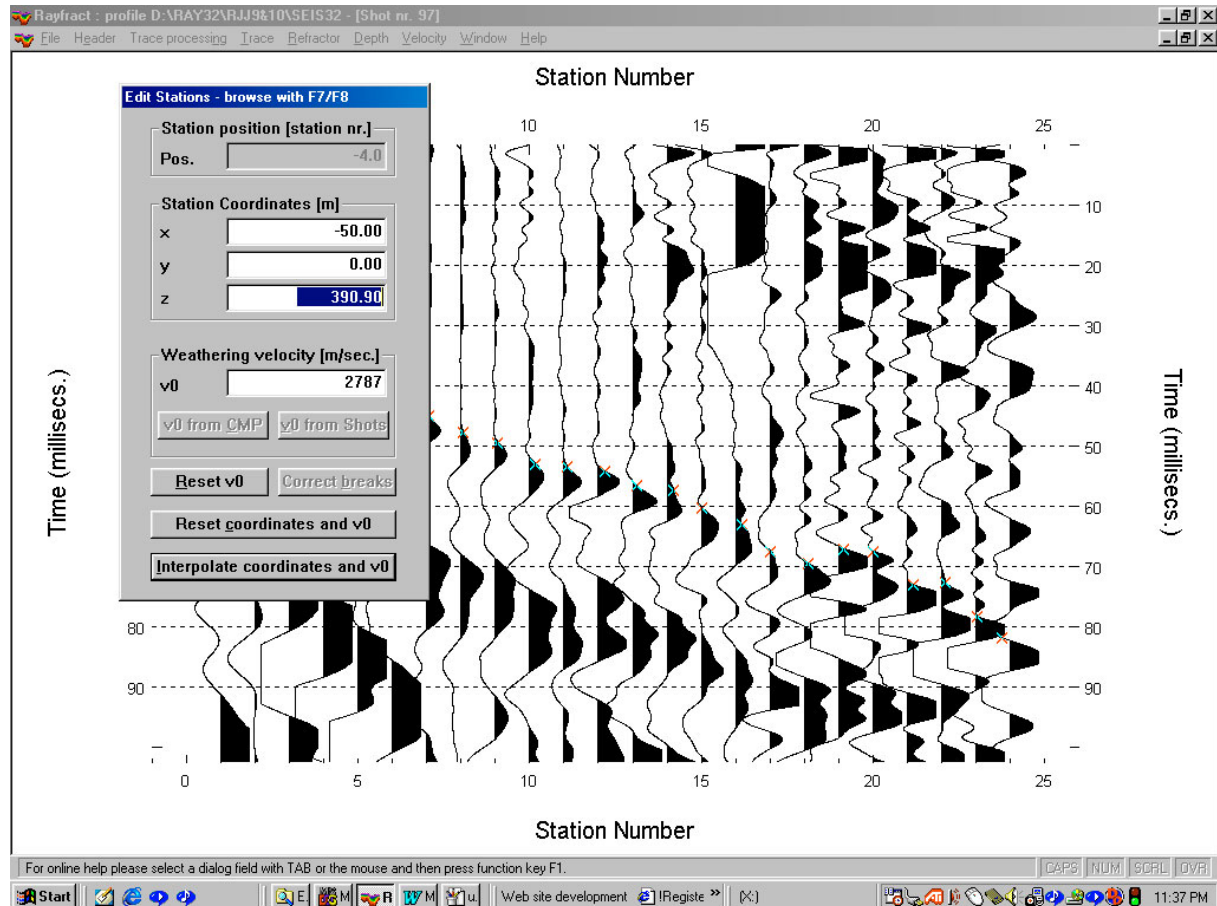 Rayfract : profile D:\RAY32\RJJ9&10\SEIS32 - [Shot nr. 97]
File Header Trace processing Trace Refractor Depth Velocity Window Help
Station Number
10 15 20 25
Edit Stations - browse with F7/F8
Station position [station nr.]
Pos. -4.0
Station Coordinates [m]
x -50.00
y 0.00
z 390.90
Weathering velocity [m/sec.]
v0 2787
v0 from CMP v0 from Shots
Reset v0 Correct breaks
Reset coordinates and v0
Interpolate coordinates and v0
Time (millisecs.)
80
90
10
20
30
40
50
60
70
80
90
Time (millisecs.)
0 5 10 15 20 25
Station Number
For online help please select a dialog field with TAB or the mouse and then press function key F1.
CAPS NUM SCRL OVR
Start E. M R M u. Web site development !Registe » (X:) 11:37 PM